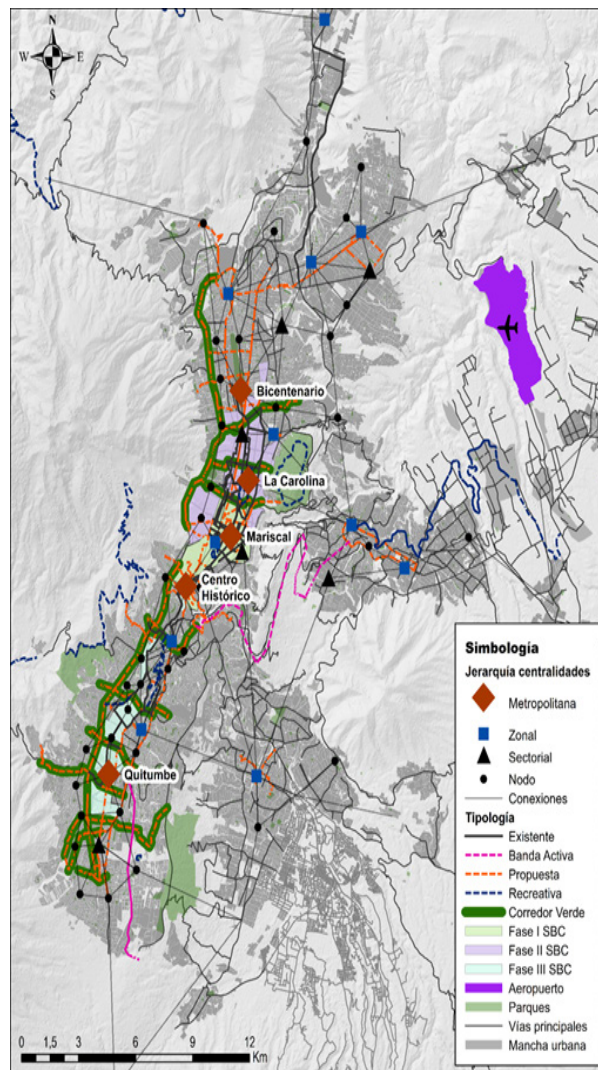 N
W E
S
Bicentenario
La Carolina
Mariscal
Centro
Histórico
Quitumbe
Simbología
Jerarquía centralidades
Metropolitana
Zonal
Sectorial
Nodo
Conexiones
Tipología
Existente
Banda Activa
Propuesta
Recreativa
Corredor Verde
Fase I SBC
Fase II SBC
Fase III SBC
Aeropuerto
Parques
Vías principales
Mancha urbana
0 1,5 3 6 9 12
Km